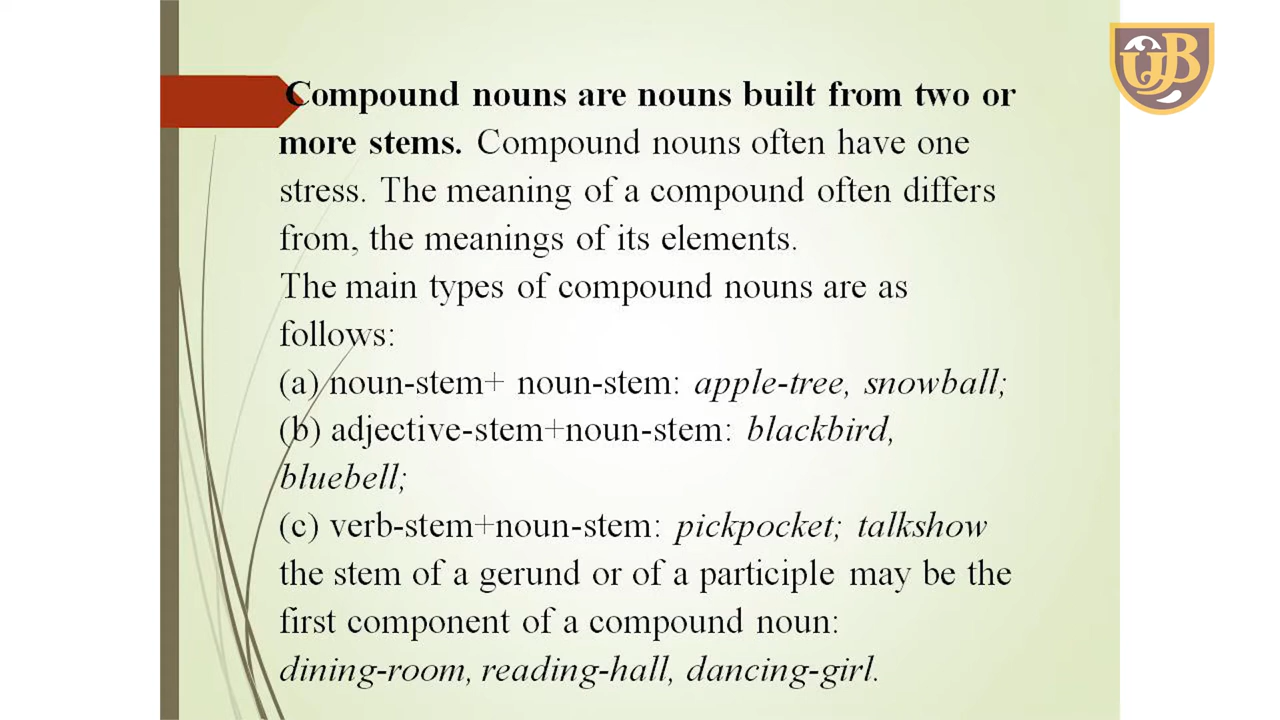 Compound nouns are nouns built from two or
more stems. Compound nouns often have one
stress. The meaning of a compound often differs
from, the meanings of its elements.
The main types of compound nouns are as
follows:
(a) noun-stem+ noun-stem: apple-tree, snowball;
(b) adjective-stem+noun-stem: blackbird,
bluebell;
(c) verb-stem+noun-stem: pickpocket; talkshow
the stem of a gerund or of a participle may be the
first component of a compound noun:
dining-room, reading-hall, dancing-girl.